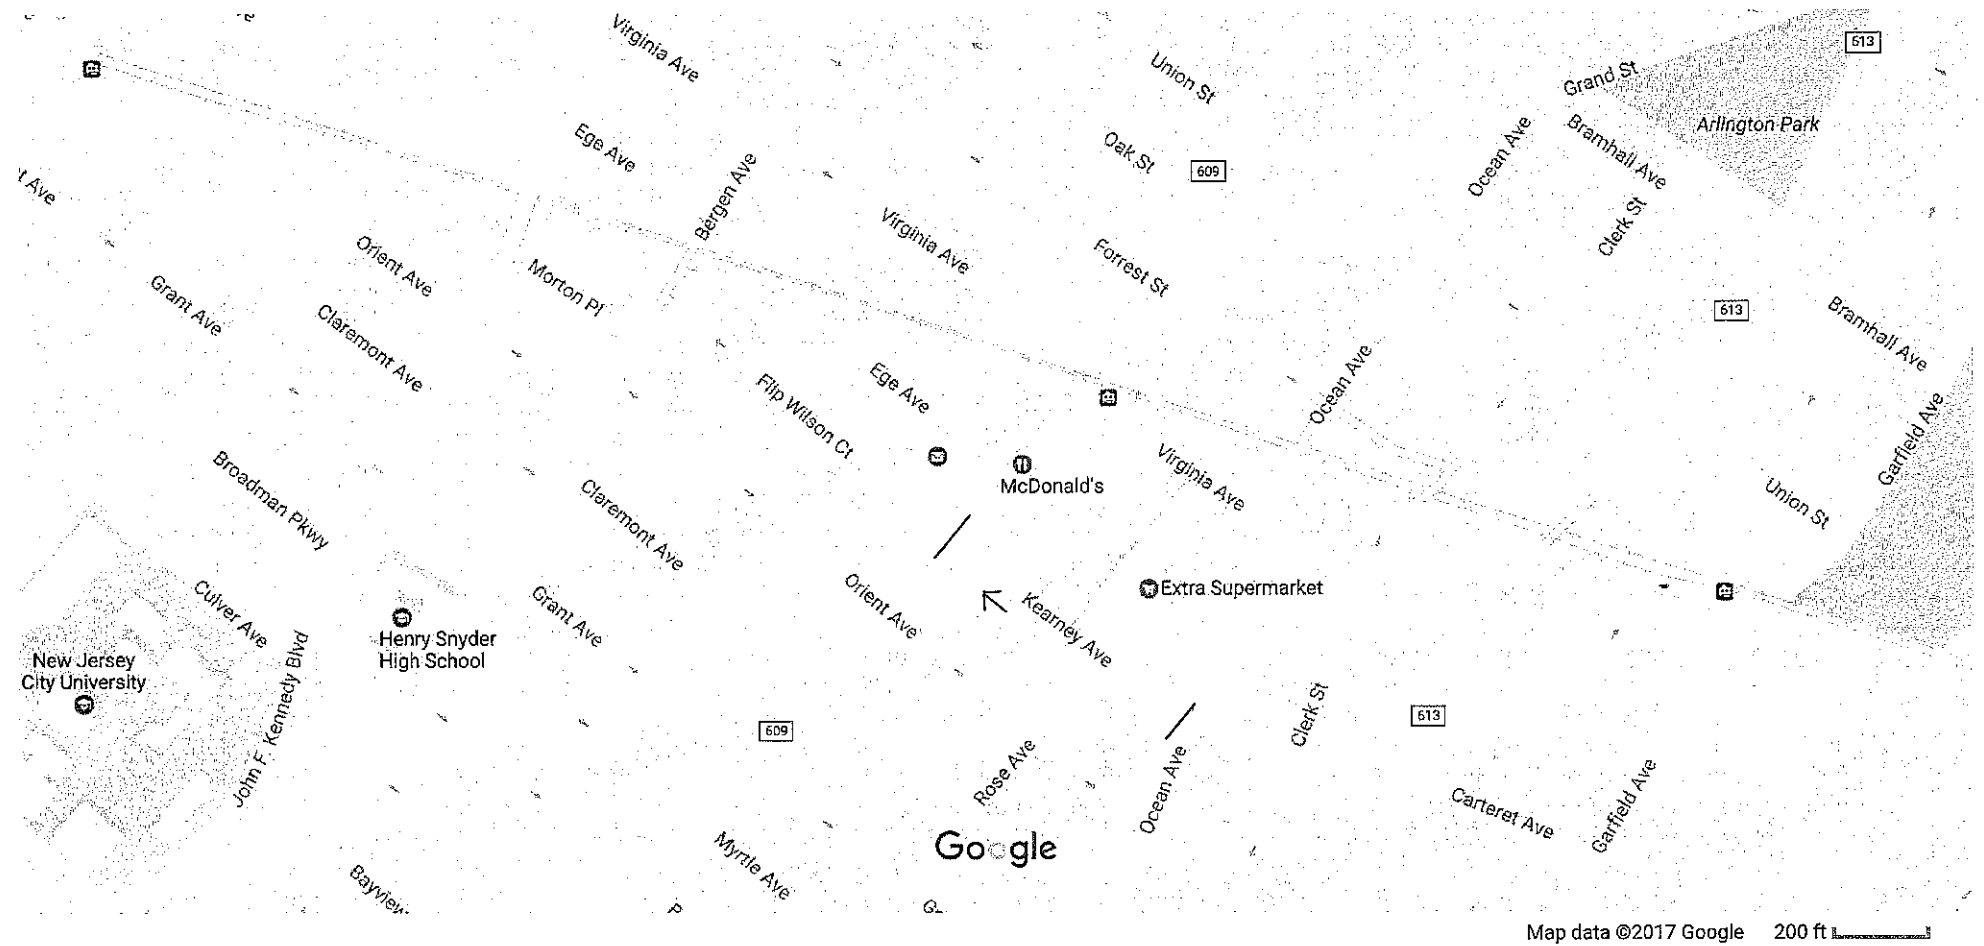 Virginia Ave
Union St
613
Grand St
Arlington Park
Ege Ave
Oak St
609
Ocean Ave
Bramhall Ave
t Ave
Bergen Ave
Clerk St
Orient Ave
Virginia Ave
Forrest St
Grant Ave
Morton Pl
613
Bramhall Ave
Claremont Ave
Flip Wilson Ct
Ege Ave
Ocean Ave
Garfield Ave
McDonald's
Virginia Ave
Broadman Pkwy
Claremont Ave
Union St
Culver Ave
Henry Snyder
High School
Grant Ave
Orient Ave
Kearney Ave
Extra Supermarket
New Jersey
City University
John F. Kennedy Blvd
609
Clerk St
613
Rose Ave
Ocean Ave
Carteret Ave
Garfield Ave
Google
Myrtle Ave
Bayview
Map data ©2017 Google 200 ft